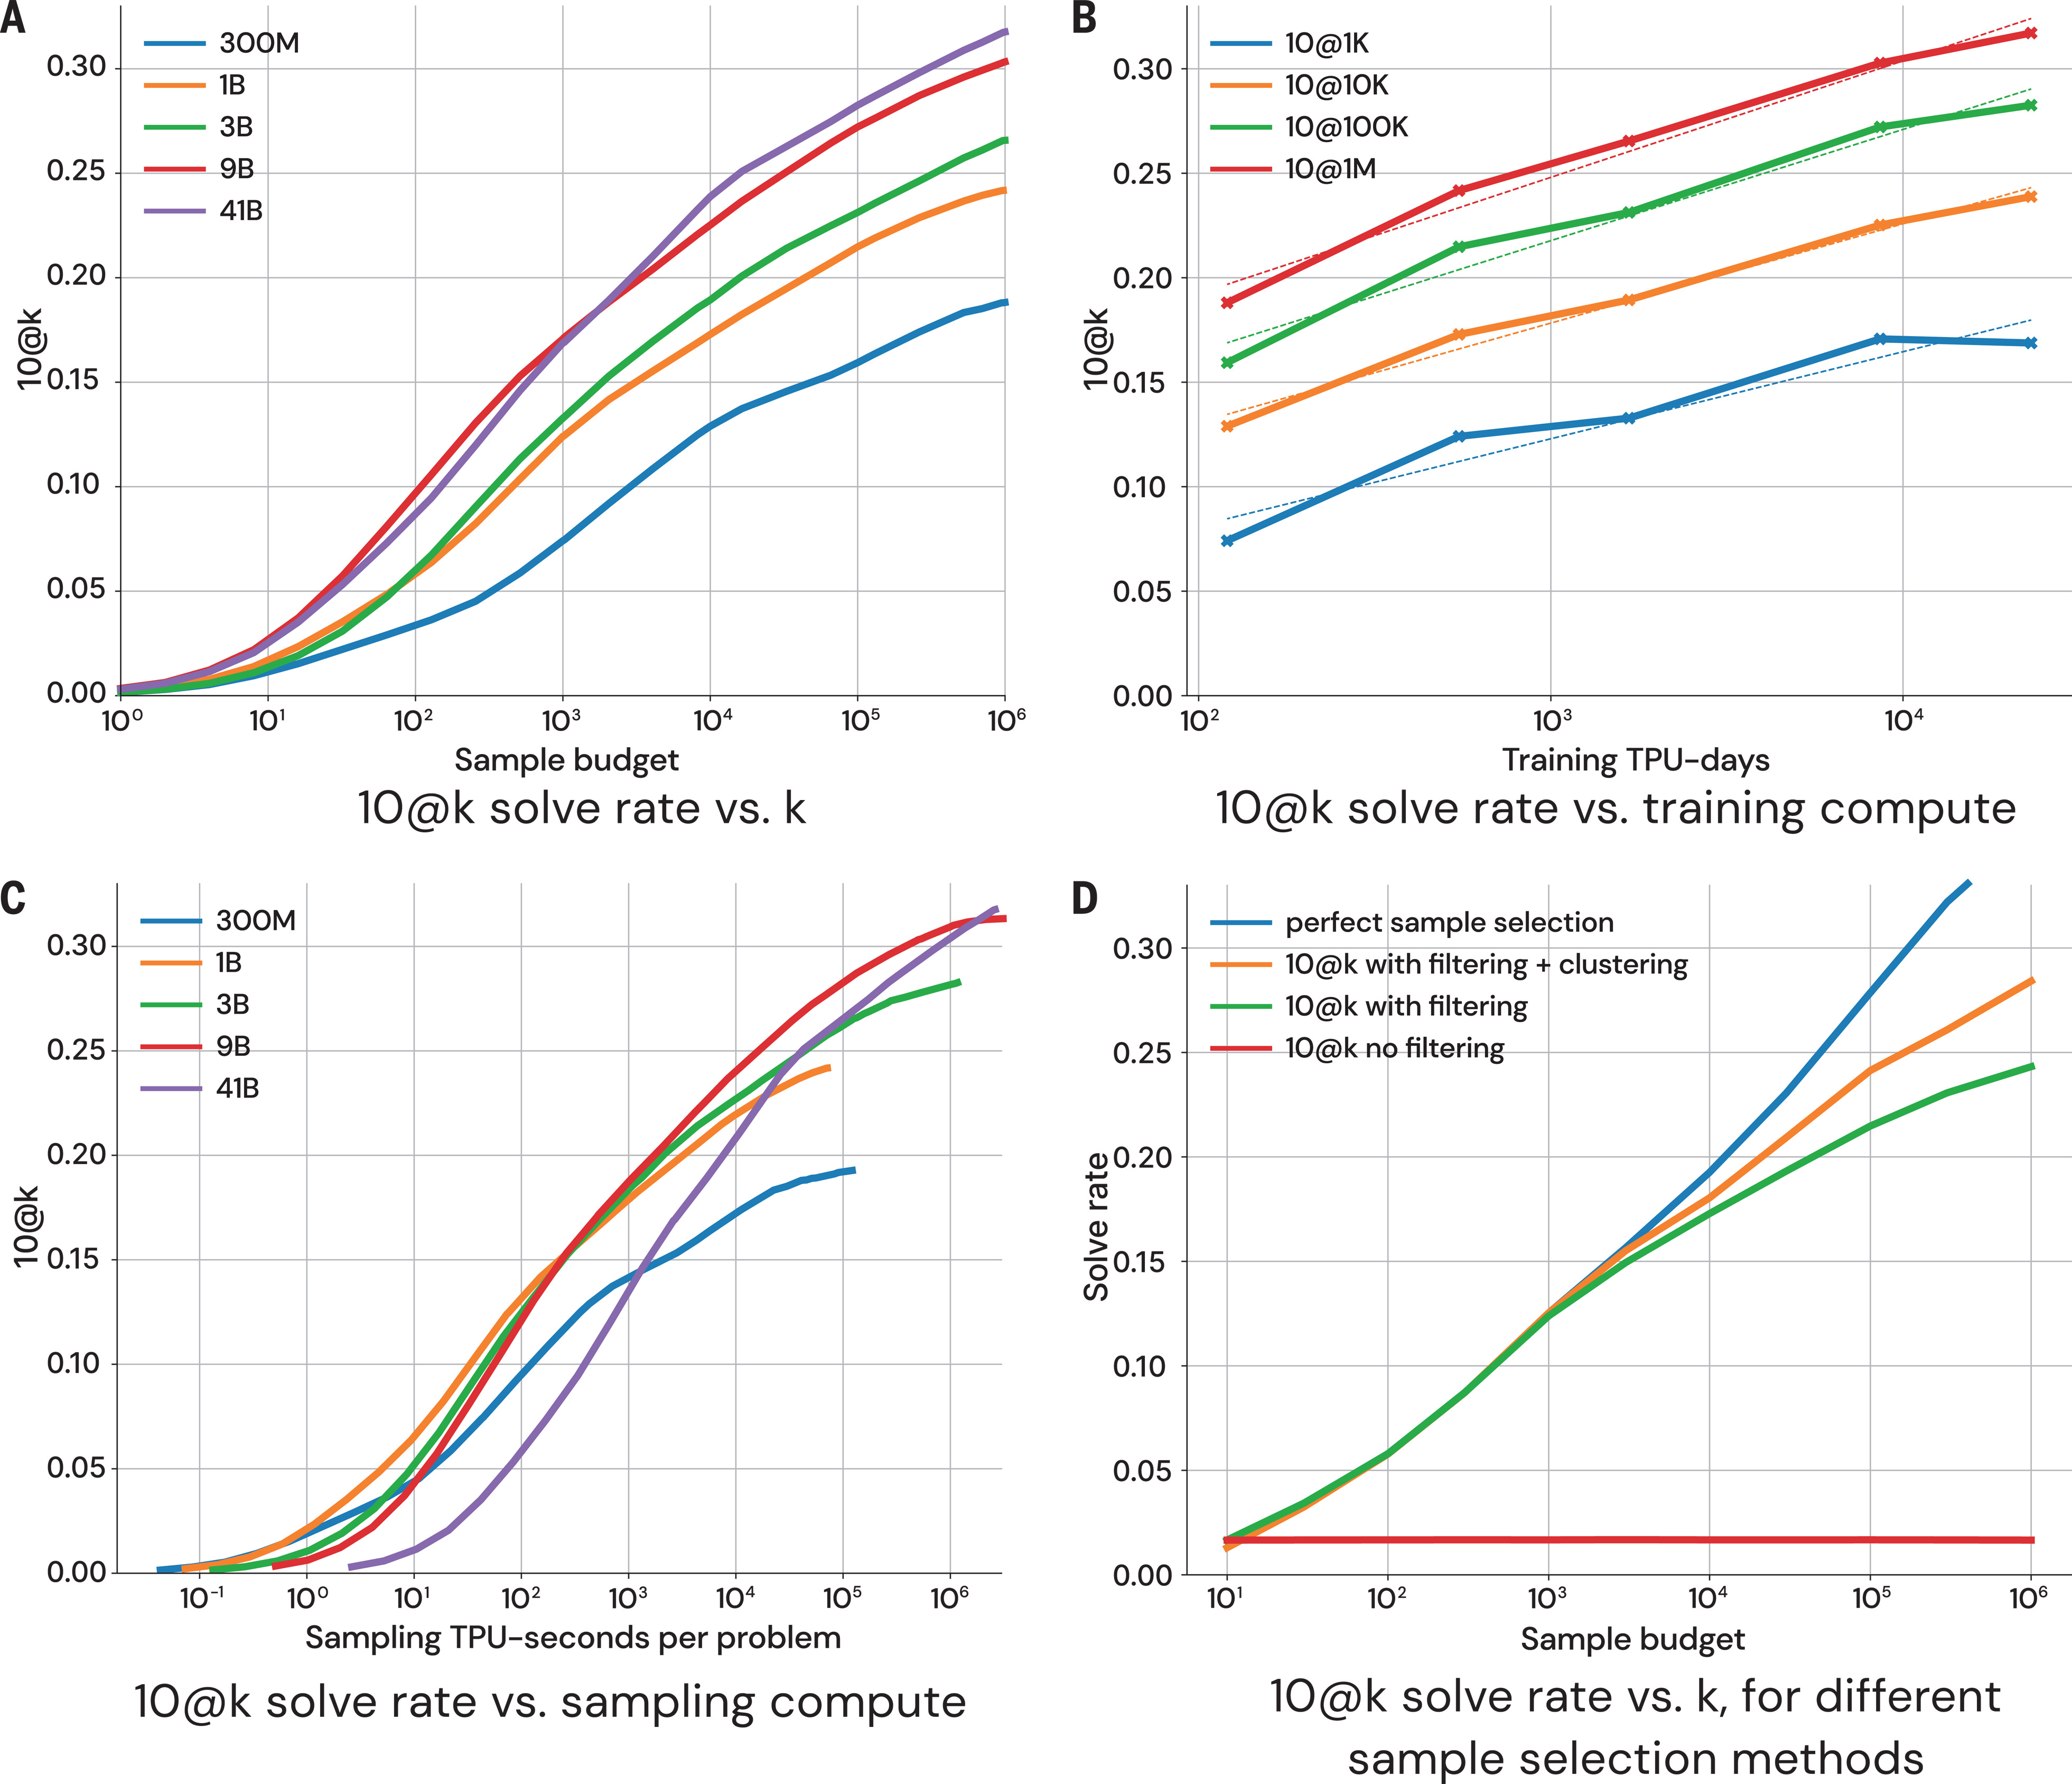 A
300M
1B
3B
9B
41B
10@k
0.30
0.25
0.20
0.15
0.10
0.05
0.00
10⁰ 10¹ 10² 10³ 10⁴ 10⁵ 10⁶
Sample budget
10@k solve rate vs. k
B
10@1K
10@10K
10@100K
10@1M
10@k
0.30
0.25
0.20
0.15
0.10
0.05
0.00
10² 10³ 10⁴
Training TPU-days
10@k solve rate vs. training compute
C
300M
1B
3B
9B
41B
10@k
0.30
0.25
0.20
0.15
0.10
0.05
0.00
10⁻¹ 10⁰ 10¹ 10² 10³ 10⁴ 10⁵ 10⁶
Sampling TPU-seconds per problem
10@k solve rate vs. sampling compute
D
perfect sample selection
10@k with filtering + clustering
10@k with filtering
10@k no filtering
Solve rate
0.30
0.25
0.20
0.15
0.10
0.05
0.00
10¹ 10² 10³ 10⁴ 10⁵ 10⁶
Sample budget
10@k solve rate vs. k, for different
sample selection methods